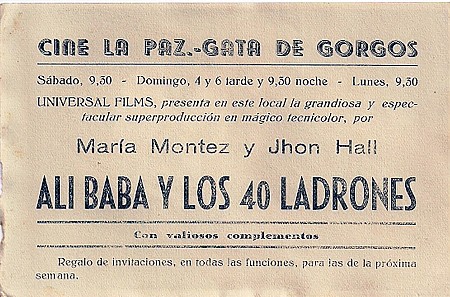 CINE LA PAZ.-GATA DE GORGOS
Sábado, 9,30 - Domingo, 4 y 6 tarde y 9,30 noche - Lunes, 9,30
UNIVERSAL FILMS, presenta en este local la grandiosa y espec-
tacular superproducción en mágico tecnicolor, por
María Montez y Jhon Hall
ALI BABA Y LOS 40 LADRONES
Con valiosos complementos
Regalo de invitaciones, en todas las funciones, para las de la próxima
semana.